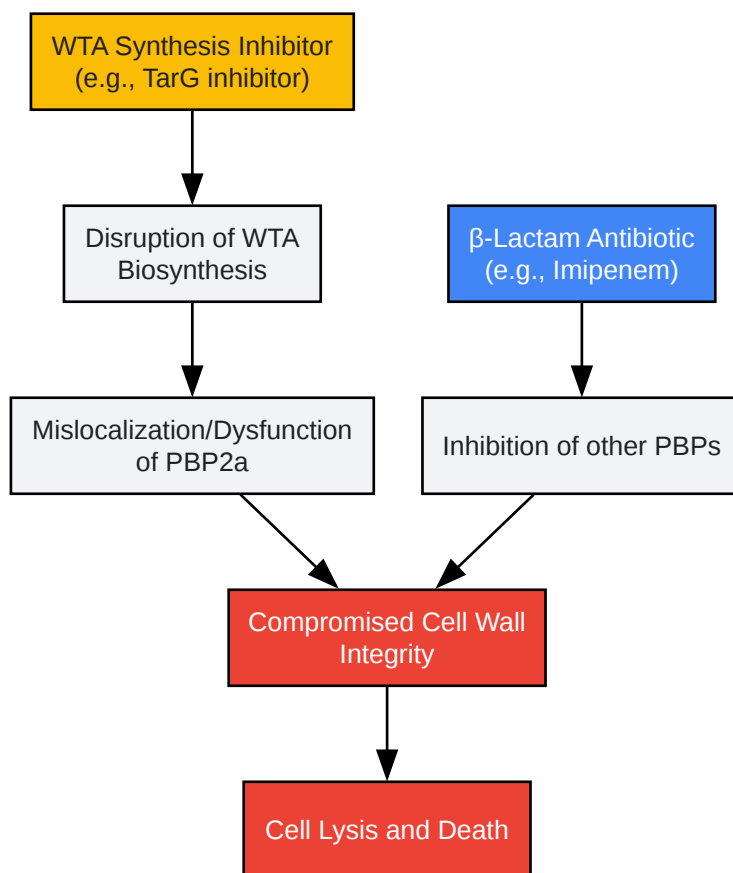 WTA Synthesis Inhibitor
(e.g., TarG inhibitor)
Disruption of WTA
Biosynthesis
β-Lactam Antibiotic
(e.g., Imipenem)
Mislocalization/Dysfunction
of PBP2a
Inhibition of other PBPs
Compromised Cell Wall
Integrity
Cell Lysis and Death